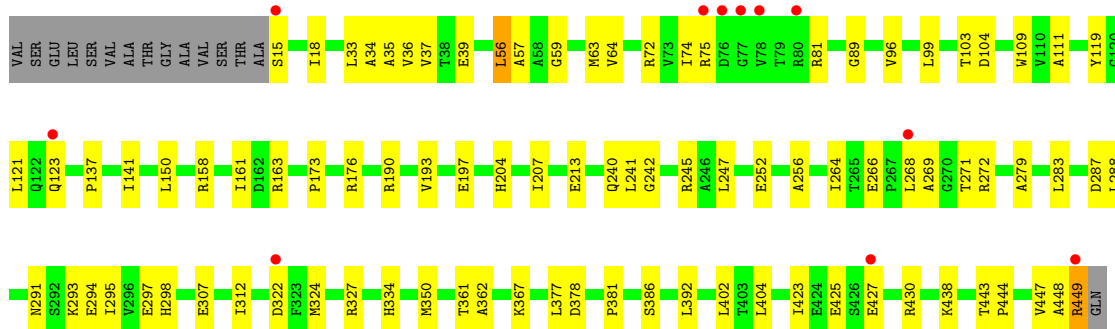 VAL SER GLU LEU SER VAL ALA THR GLY ALA VAL SER THR ALA S15 I18 L33 A34 A35 V36 V37 T38 E39 L56 A57 A58 G59 M63 V64 R72 V73 I74 R75 D76 G77 V78 T79 R80 R81 G89 V96 L99 T103 D104 W109 V110 A111 Y119 G120
L121 Q122 Q123 P137 I141 L150 R158 I161 D162 R163 P173 R176 R190 V193 E197 H204 I207 E213 Q240 L241 G242 R245 A246 L247 E252 A256 I264 T265 E266 P267 L268 A269 G270 T271 R272 A279 L283 D287 L288
N291 S292 K293 E294 I295 V296 E297 H298 E307 I312 D322 F323 M324 R327 H334 M350 T361 A362 K367 L377 D378 P381 S386 L392 L402 T403 L404 I423 E424 E425 S426 E427 R430 K438 T443 P444 V447 A448 R449 GLN